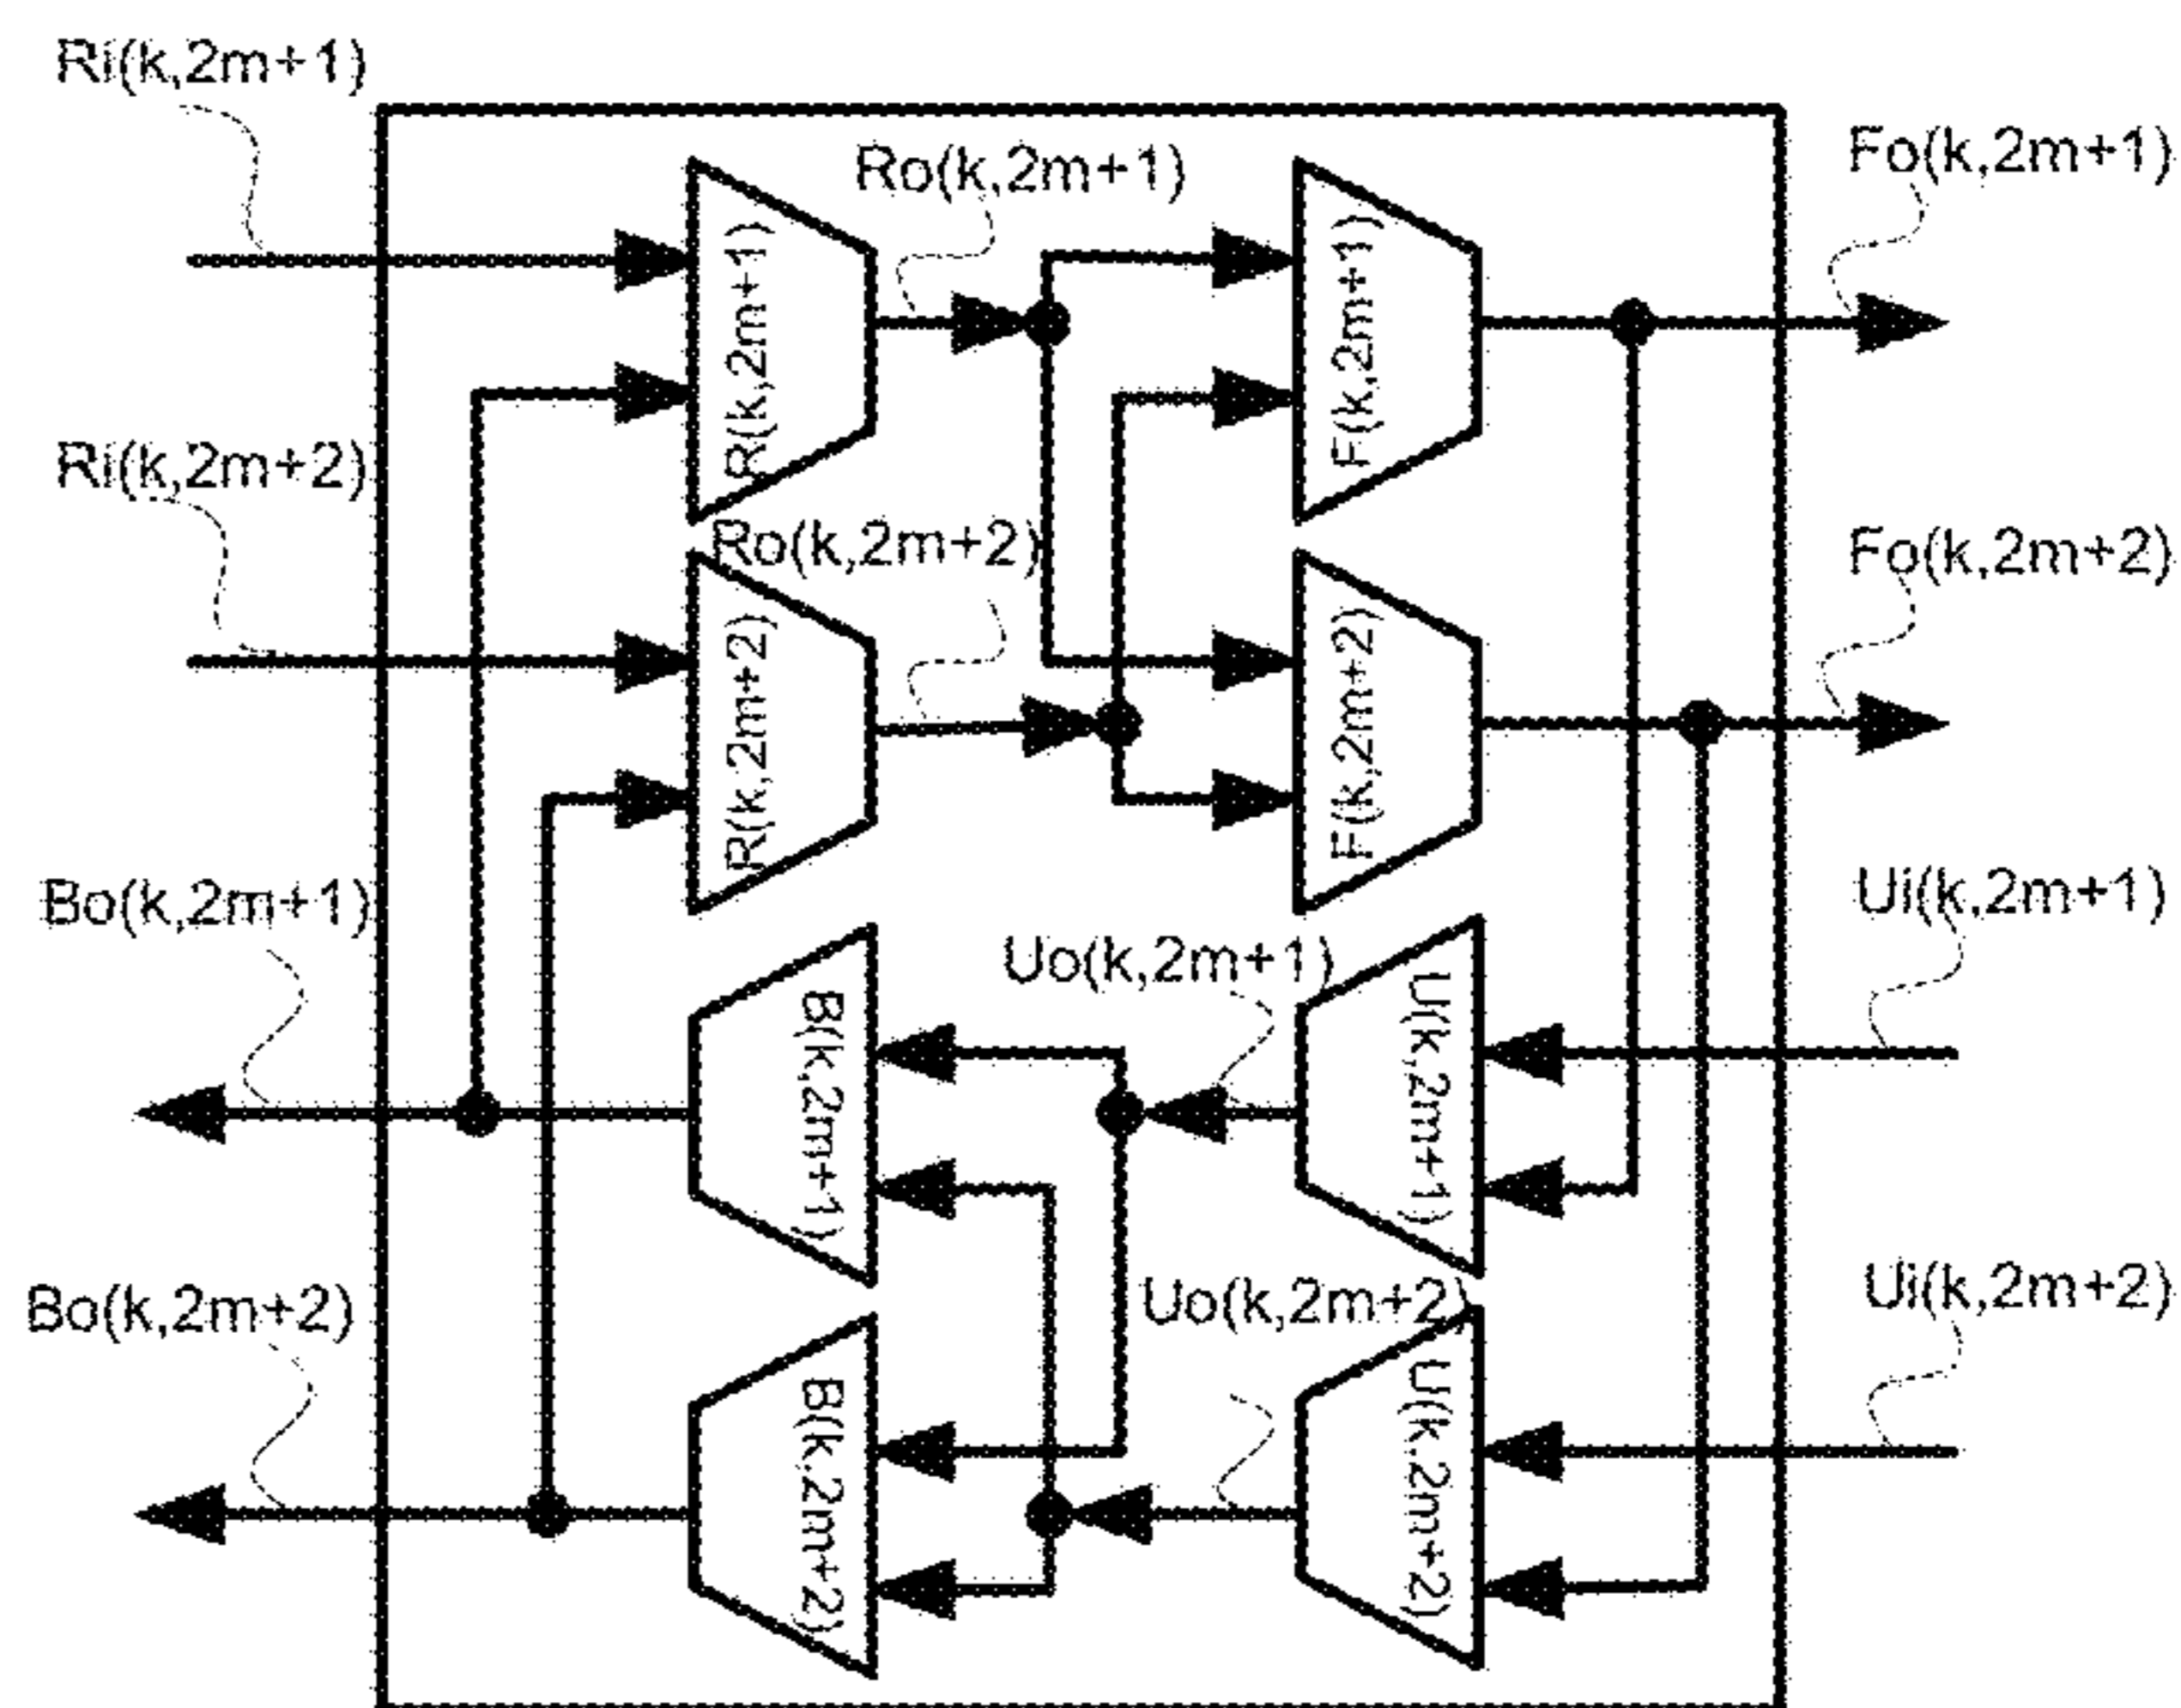 Ri(k,2m+1)
Ro(k,2m+1)
Fo(k,2m+1)
R(k,2m+1)
F(k,2m+1)
Ri(k,2m+2)
Ro(k,2m+2)
Fo(k,2m+2)
R(k,2m+2)
F(k,2m+2)
Bo(k,2m+1)
Uo(k,2m+1)
Ui(k,2m+1)
B(k,2m+1)
U(k,2m+1)
Bo(k,2m+2)
Uo(k,2m+2)
Ui(k,2m+2)
B(k,2m+2)
U(k,2m+2)